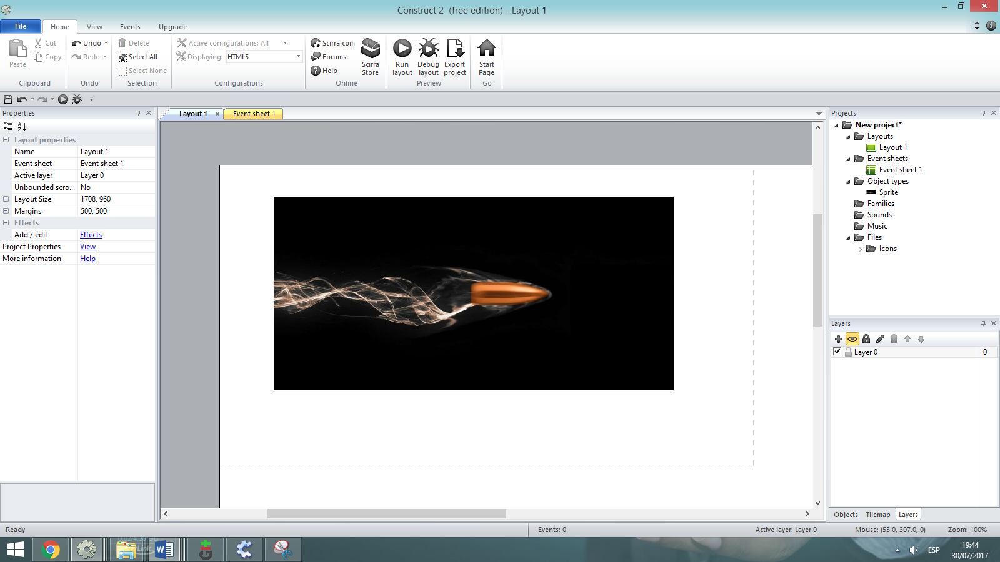 Construct 2  (free edition) - Layout 1
File Home View Events Upgrade
Paste Cut Copy Clipboard
Undo Redo Undo
Delete Select All Select None Selection
Active configurations: All
Displaying: HTML5
Configurations
Scirra.com Forums Help Scirra Store Online
Run layout Debug layout Export project Preview
Start Page Go
Properties
Layout properties
Name Layout 1
Event sheet Event sheet 1
Active layer Layer 0
Unbounded scro... No
Layout Size 1708, 960
Margins 500, 500
Effects
Add / edit Effects
Project Properties View
More information Help
Layout 1 Event sheet 1
Projects
New project*
Layouts
Layout 1
Event sheets
Event sheet 1
Object types
Sprite
Families
Sounds
Music
Files
Icons
Layers
Layer 0 0
Objects Tilemap Layers
Ready Events: 0 Active layer: Layer 0 Mouse: (53.0, 307.0, 0) Zoom: 100%
ESP 19:44
30/07/2017